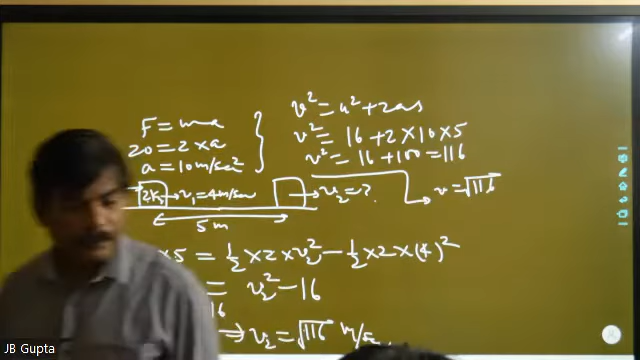 F = ma
20 = 2 × a
a = 10 m/sec²
v² = u² + 2as
v² = 16 + 2 × 10 × 5
v² = 16 + 100 = 116
v = √116
v₁ = 4 m/sec
v₂ = ?
5 m
× 5 = ½ × 2 × v₂² − ½ × 2 × (4)²
= v₂² − 16
16
→ v₂ = √116 m/s
JB Gupta